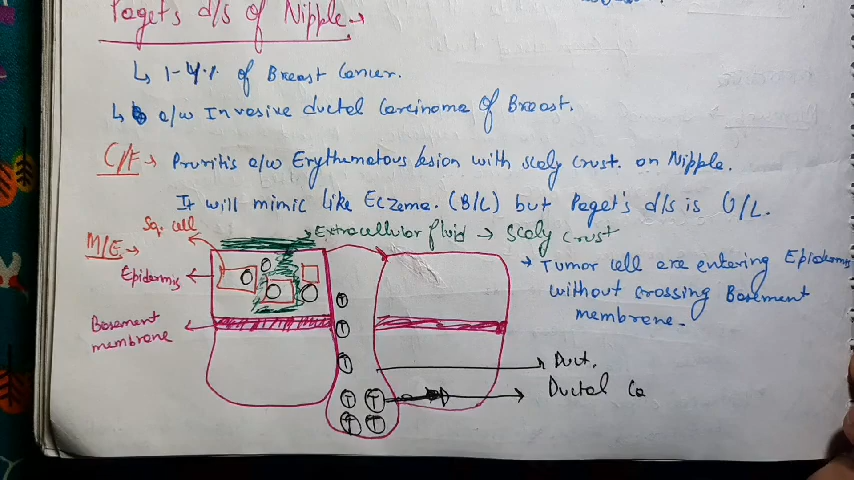 Paget's d/s of Nipple →
↳ 1-4% of Breast Cancer.
↳ a/w Invasive ductal Carcinoma of Breast.
C/F → Pruritis a/w Erythematous lesion with scaly crust. on Nipple.
It will mimic like Eczema. (B/L) but Paget's d/s is U/L.
M/E →
Sq. cell
Extracellular fluid → scaly crust
Epidermis
Basement membrane
→ Tumor cell are entering Epidermis
without crossing Basement
membrane.
T
T
T
T T
T T
Duct.
Ductal Ca